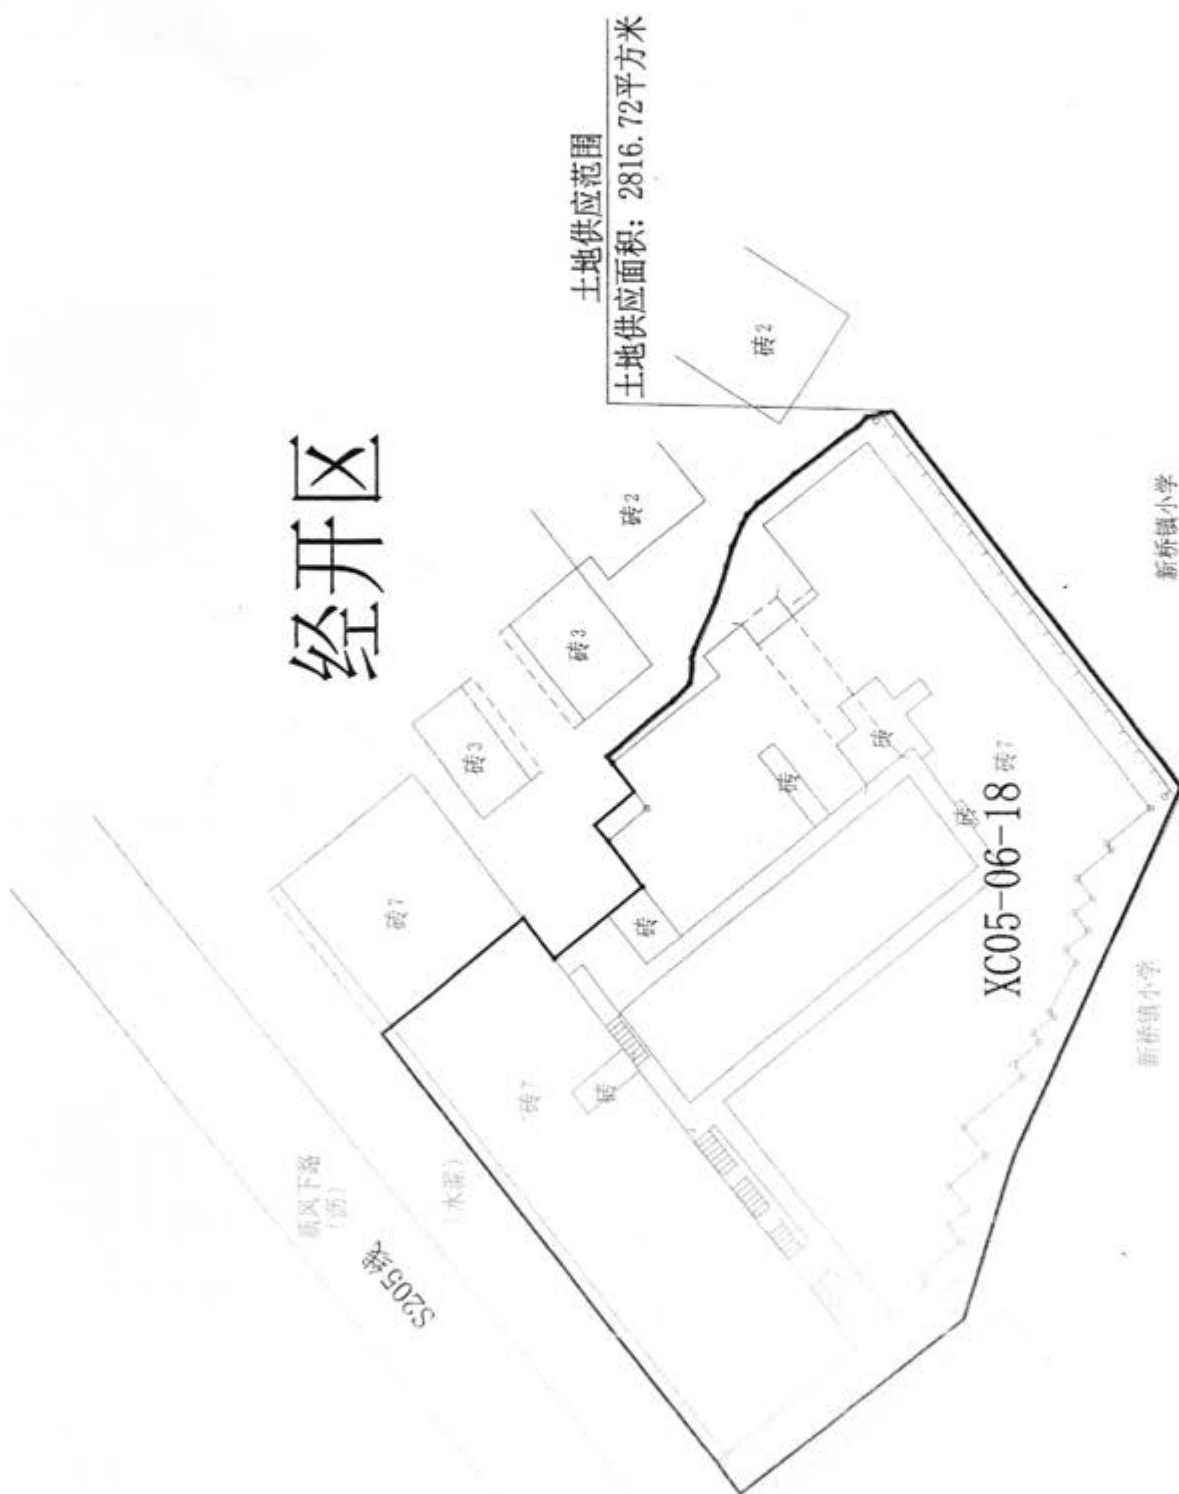 经开区
土地供应范围
土地供应面积: 2816.72平方米
砖2
砖2
砖3
砖3
砖7
砖
砖
砖
砖7
砖
砖
砖7
XC05-06-18
S205线
(水泥)
(沥)
新桥镇小学
新桥镇小学